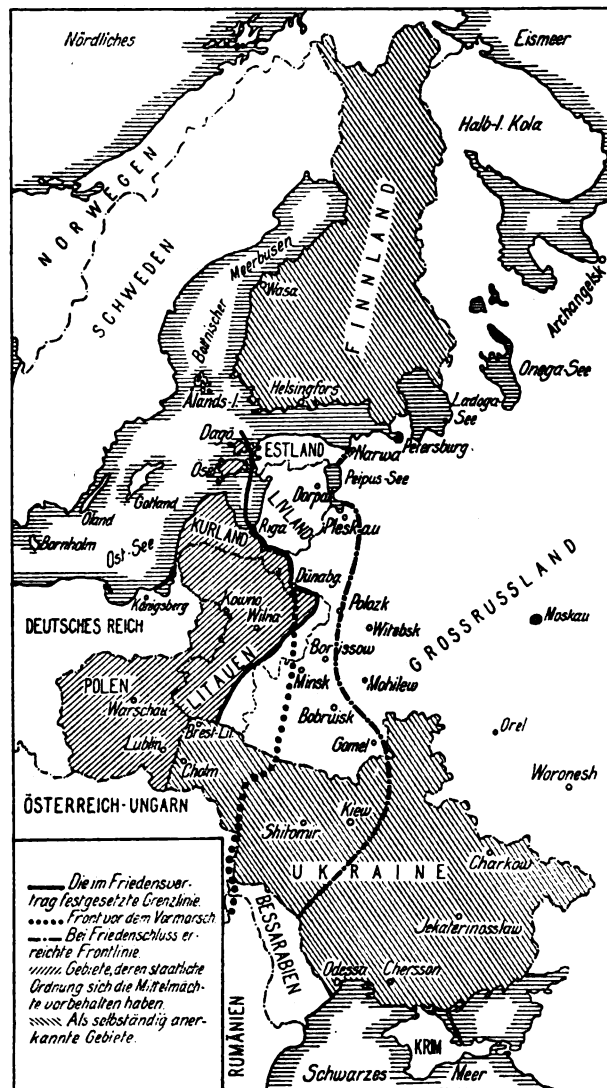 Nördliches
Eismeer
Halb-I. Kola
NORWEGEN
SCHWEDEN
FINNLAND
Bottnischer Meerbusen
Wasa
Archangelsk
Onega-See
Ålands-I.
Helsingfors
Ladoga-
See
Petersburg
Dagö
ESTLAND
Narwa
Ösel
Peipus-See
Dorpat
LIVLAND
Pleskau
Gotland
Öland
KURLAND
Riga
Bornholm
Ost-See
Dünabg.
GROSSRUSSLAND
Königsberg
Kowno
Wilna
Polozk
Witebsk
Moskau
DEUTSCHES REICH
LITAUEN
Borissow
Minsk
Mohilew
POLEN
Warschau
Bobruisk
Brest-Lit.
Orel
Lublin
Gomel
Cholm
Woronesh
ÖSTERREICH-UNGARN
Shitomir
Kiew
UKRAINE
Charkow
Jekaterinosslaw
BESSARABIEN
Odessa
Chersson
RUMÄNIEN
KRIM
Schwarzes Meer
Die im Friedensver-
trag festgesetzte Grenzlinie.
Front vor dem Vormarsch
Bei Friedenschluss er-
reichte Frontlinie.
Gebiete, deren staatliche
Ordnung sich die Mittelmäch-
te vorbehalten haben.
Als selbständig aner-
kannte Gebiete.